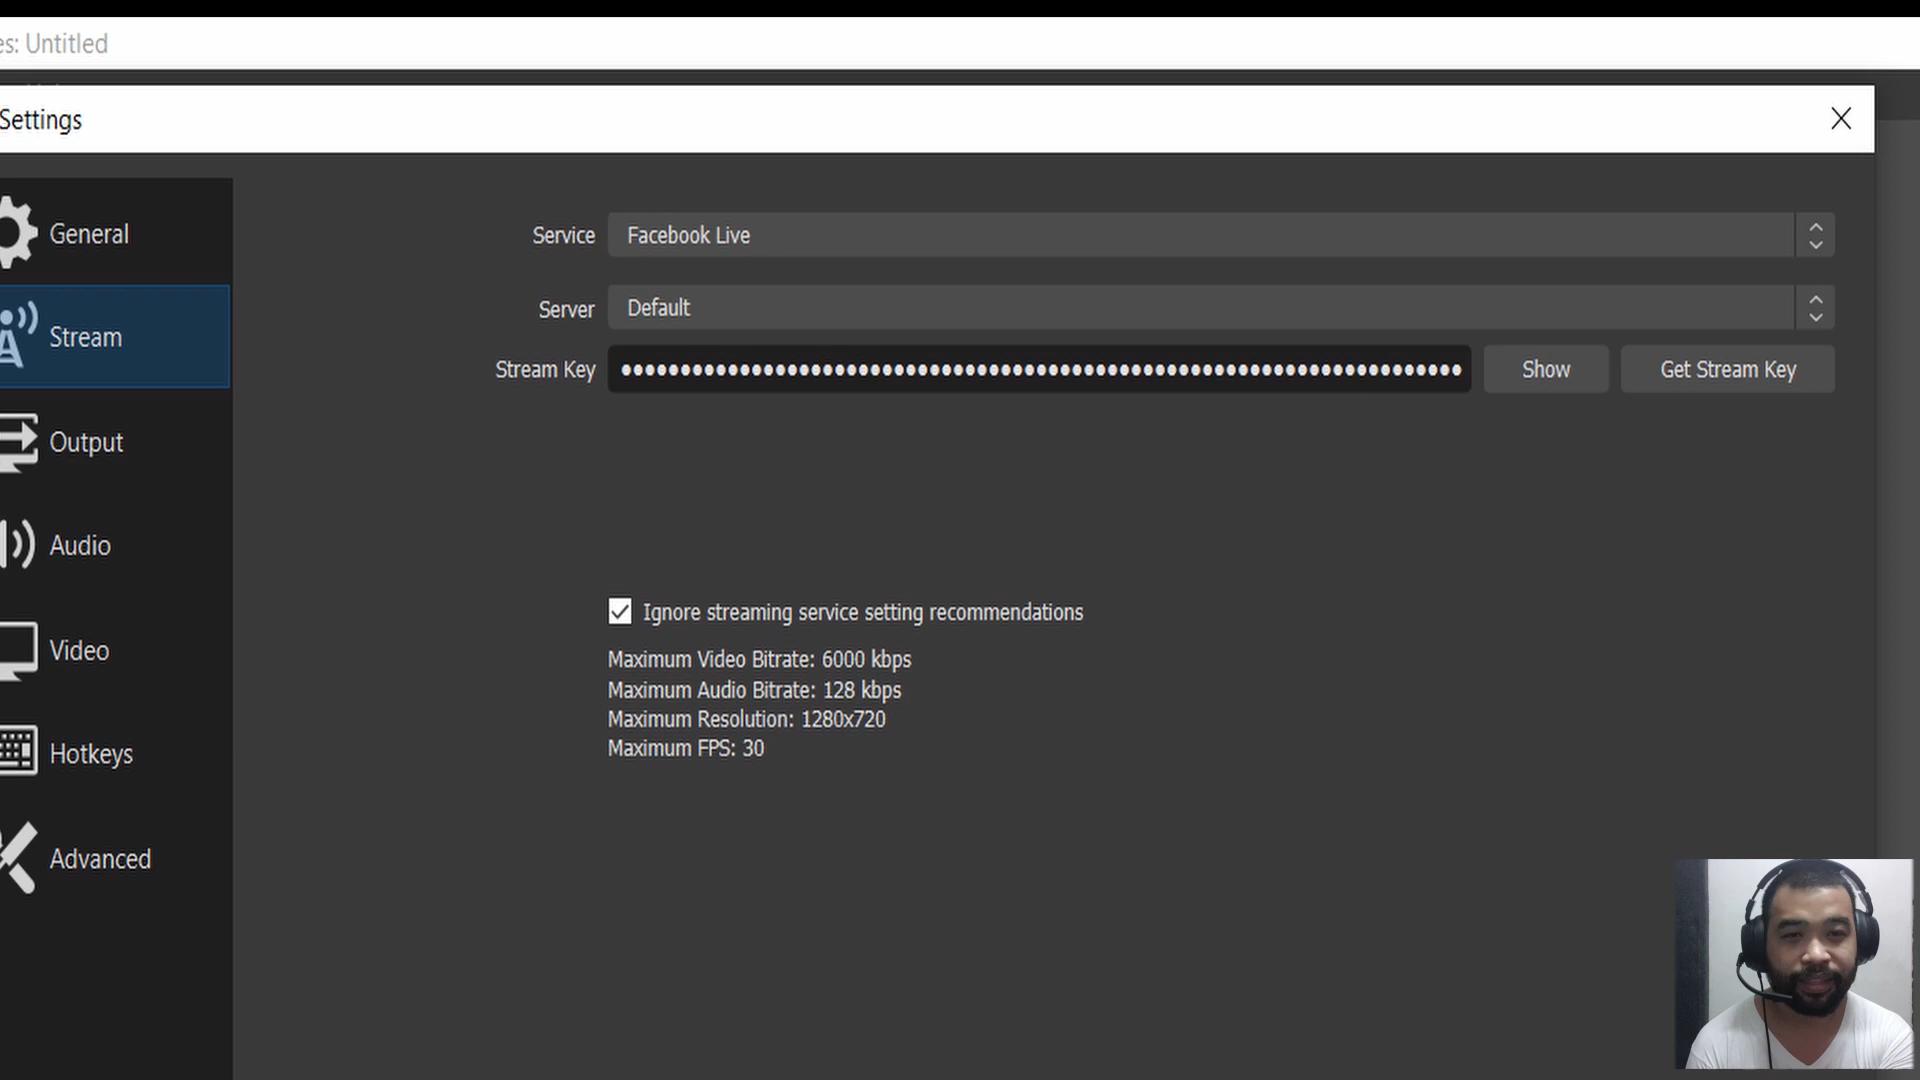 es: Untitled
Settings
General
Stream
Output
Audio
Video
Hotkeys
Advanced
Service Facebook Live
Server Default
Stream Key Show Get Stream Key
Ignore streaming service setting recommendations
Maximum Video Bitrate: 6000 kbps
Maximum Audio Bitrate: 128 kbps
Maximum Resolution: 1280x720
Maximum FPS: 30